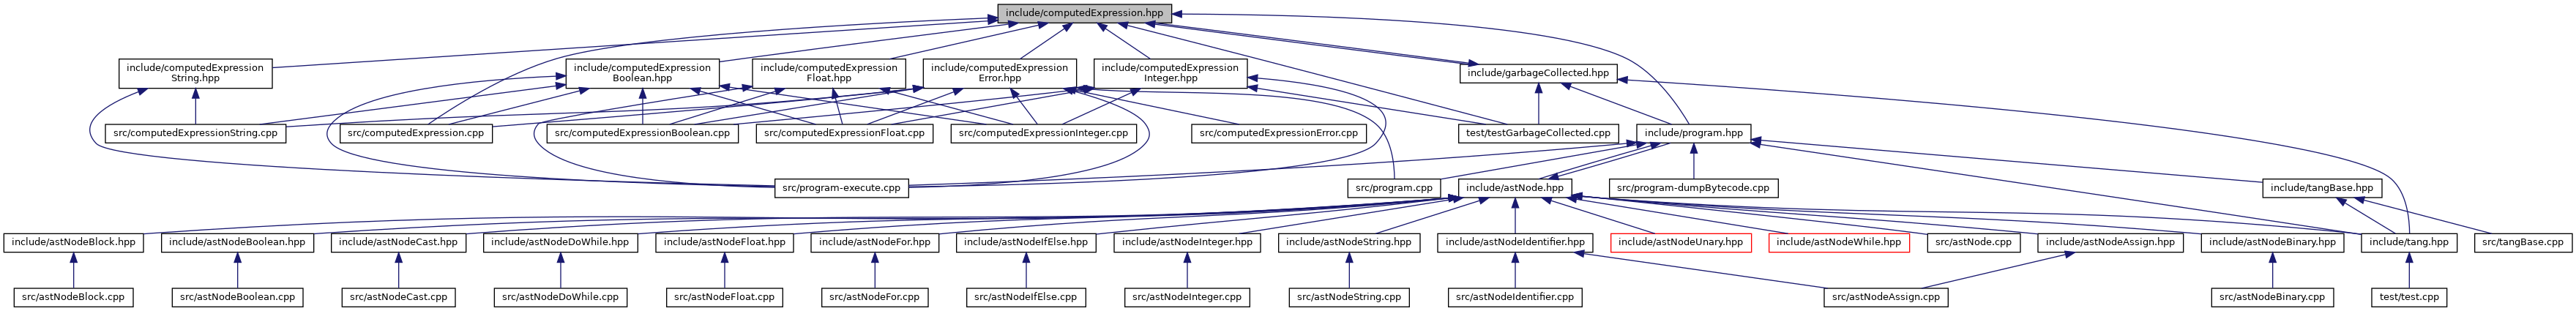 include/computedExpression.hpp
include/computedExpression
String.hpp
include/computedExpression
Boolean.hpp
include/computedExpression
Float.hpp
include/computedExpression
Error.hpp
include/computedExpression
Integer.hpp
include/garbageCollected.hpp
src/computedExpressionString.cpp
src/computedExpression.cpp
src/computedExpressionBoolean.cpp
src/computedExpressionFloat.cpp
src/computedExpressionInteger.cpp
src/computedExpressionError.cpp
test/testGarbageCollected.cpp
include/program.hpp
src/program-execute.cpp
src/program.cpp
include/astNode.hpp
src/program-dumpBytecode.cpp
include/tangBase.hpp
include/astNodeBlock.hpp
include/astNodeBoolean.hpp
include/astNodeCast.hpp
include/astNodeDoWhile.hpp
include/astNodeFloat.hpp
include/astNodeFor.hpp
include/astNodeIfElse.hpp
include/astNodeInteger.hpp
include/astNodeString.hpp
include/astNodeIdentifier.hpp
include/astNodeUnary.hpp
include/astNodeWhile.hpp
src/astNode.cpp
include/astNodeAssign.hpp
include/astNodeBinary.hpp
include/tang.hpp
src/tangBase.cpp
src/astNodeBlock.cpp
src/astNodeBoolean.cpp
src/astNodeCast.cpp
src/astNodeDoWhile.cpp
src/astNodeFloat.cpp
src/astNodeFor.cpp
src/astNodeIfElse.cpp
src/astNodeInteger.cpp
src/astNodeString.cpp
src/astNodeIdentifier.cpp
src/astNodeAssign.cpp
src/astNodeBinary.cpp
test/test.cpp